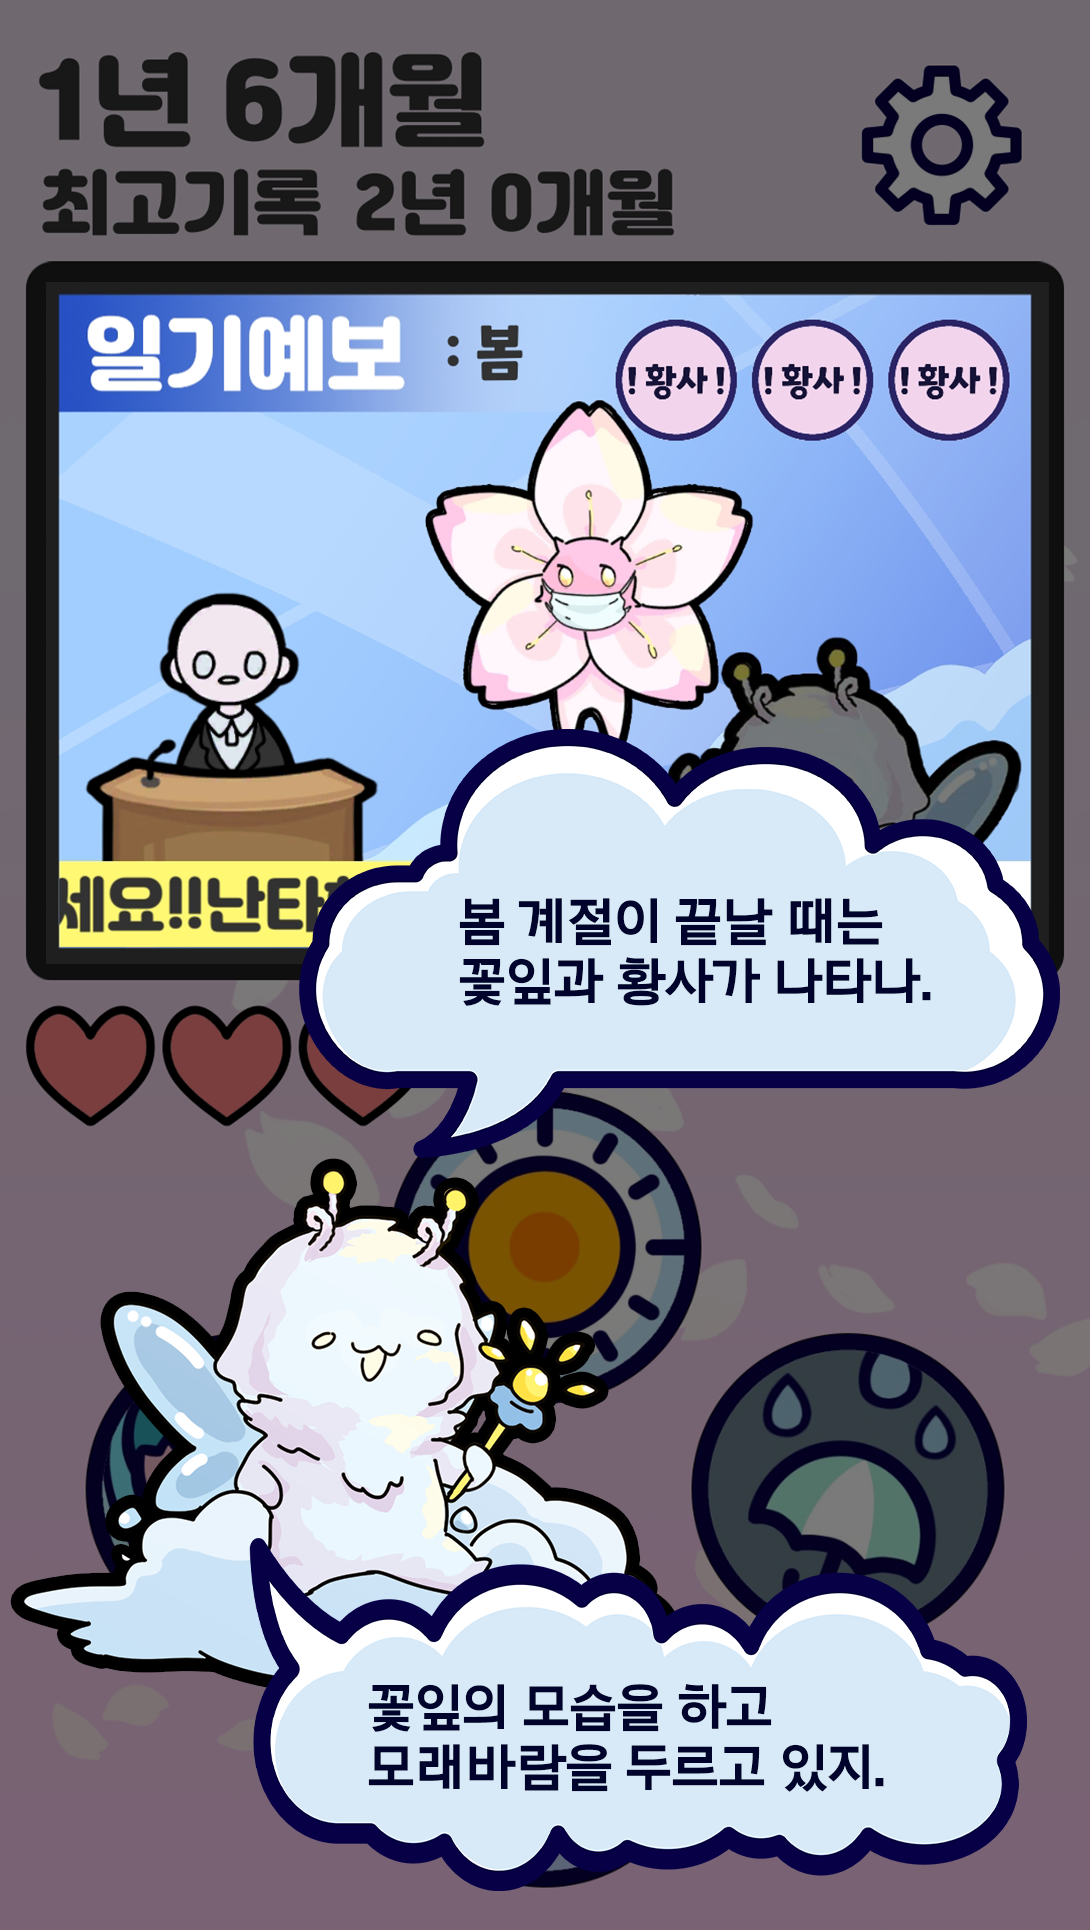 1년 6개월
최고기록 2년 0개월
일기예보 : 봄
! 황사 ! ! 황사 ! ! 황사 !
세요!!난타
봄 계절이 끝날 때는
꽃잎과 황사가 나타나.
꽃잎의 모습을 하고
모래바람을 두르고 있지.